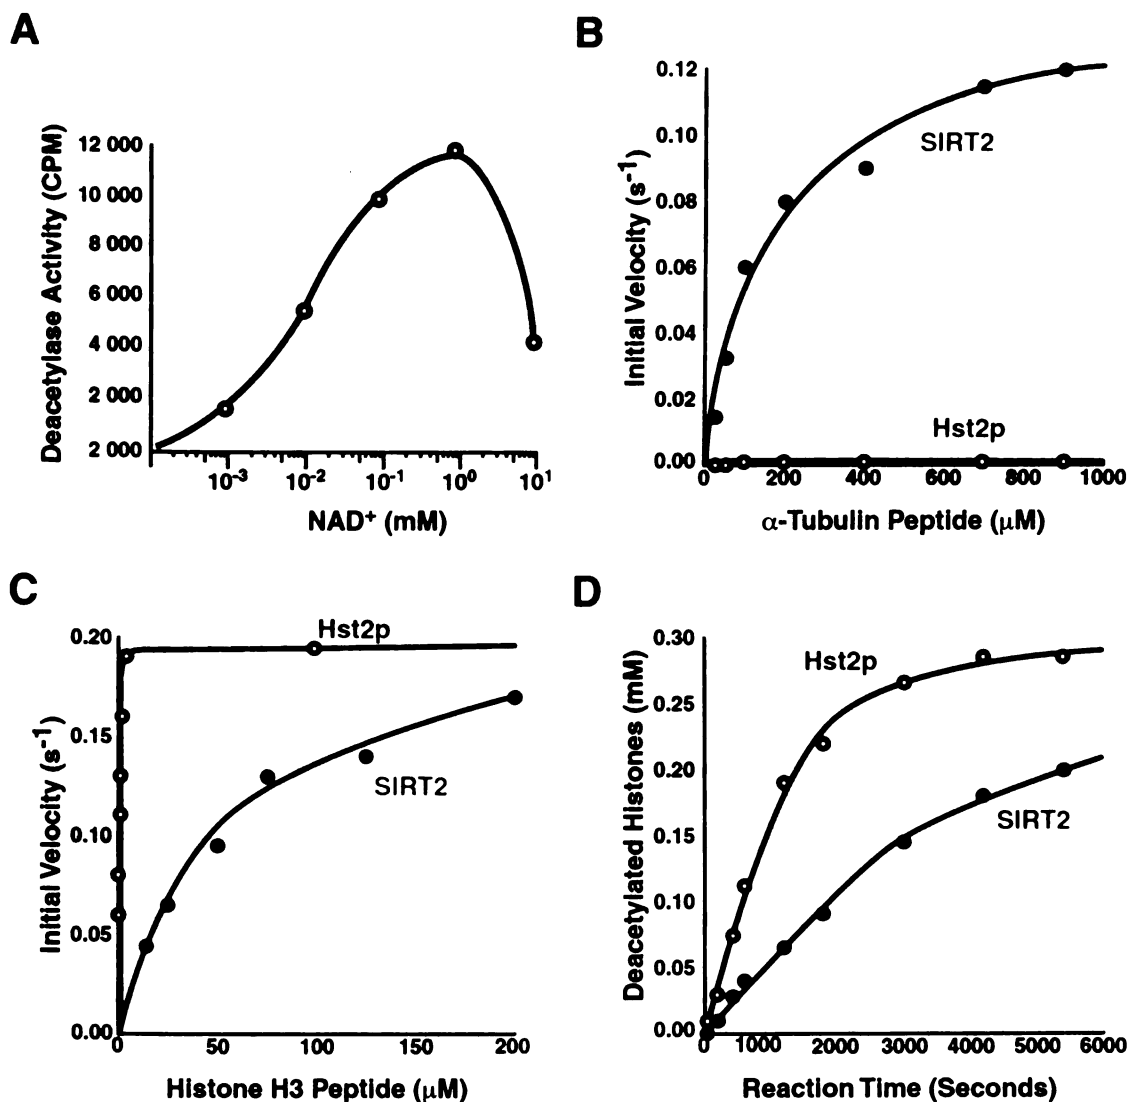 A
Deacetylase Activity (CPM)
12 000
10 000
8 000
6 000
4 000
2 000
2 000
10-3
10-2
10-1
100
101
NAD+ (mM)
B
Initial Velocity (s-1)
0.12
0.10
0.08
0.06
0.04
0.02
0.00
SIRT2
Hst2p
0 200 400 600 800 1000
α-Tubulin Peptide (µM)
C
Initial Velocity (s-1)
0.20
0.15
0.10
0.05
0.00
Hst2p
SIRT2
0 50 100 150 200
Histone H3 Peptide (µM)
D
Deacetylated Histones (mM)
0.30
0.25
0.20
0.15
0.10
0.05
0.00
Hst2p
SIRT2
0 1000 2000 3000 4000 5000 6000
Reaction Time (Seconds)